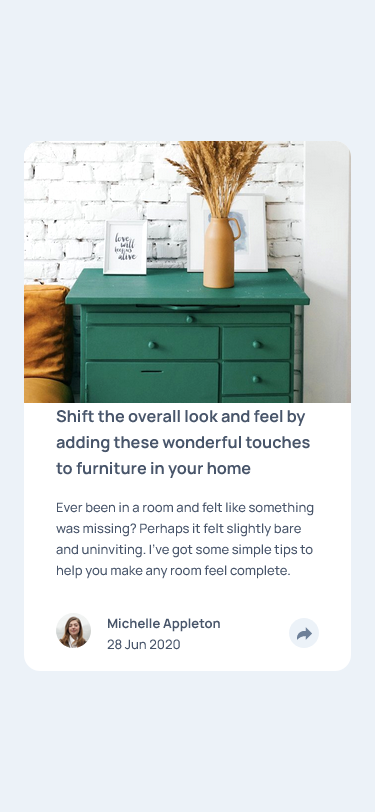 love
will
keep us
alive
Shift the overall look and feel by
adding these wonderful touches
to furniture in your home
Ever been in a room and felt like something
was missing? Perhaps it felt slightly bare
and uninviting. I've got some simple tips to
help you make any room feel complete.
Michelle Appleton
28 Jun 2020